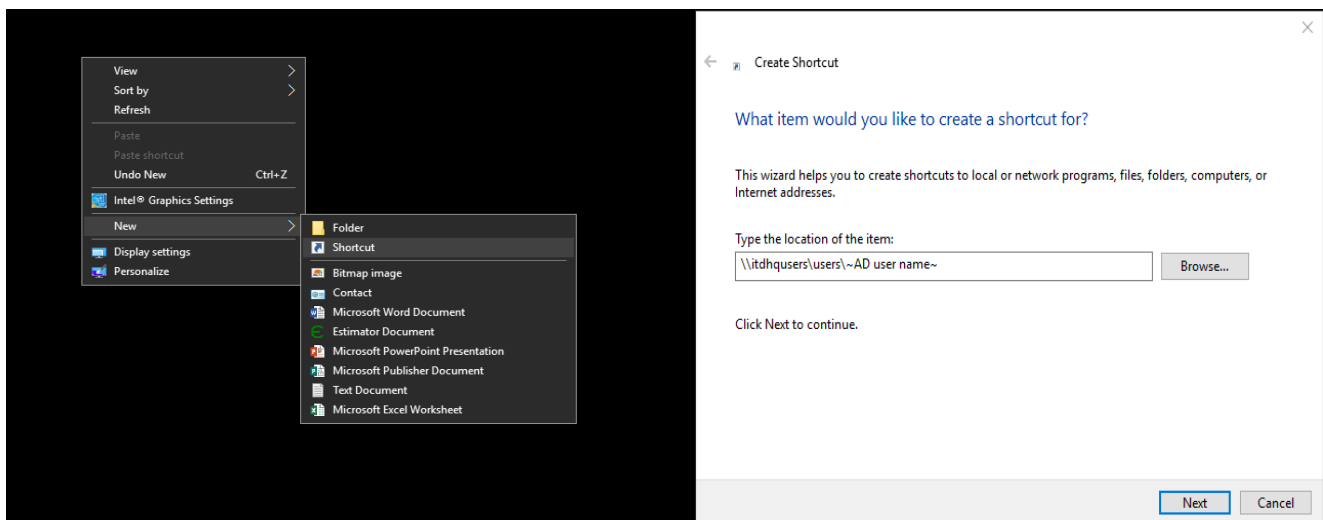 View
Sort by
Refresh
Paste
Paste shortcut
Undo New Ctrl+Z
Intel® Graphics Settings
New
Display settings
Personalize
Folder
Shortcut
Bitmap image
Contact
Microsoft Word Document
Estimator Document
Microsoft PowerPoint Presentation
Microsoft Publisher Document
Text Document
Microsoft Excel Worksheet
Create Shortcut
What item would you like to create a shortcut for?
This wizard helps you to create shortcuts to local or network programs, files, folders, computers, or
Internet addresses.
Type the location of the item:
\\itdhqusers\users\~AD user name~
Browse...
Click Next to continue.
Next Cancel